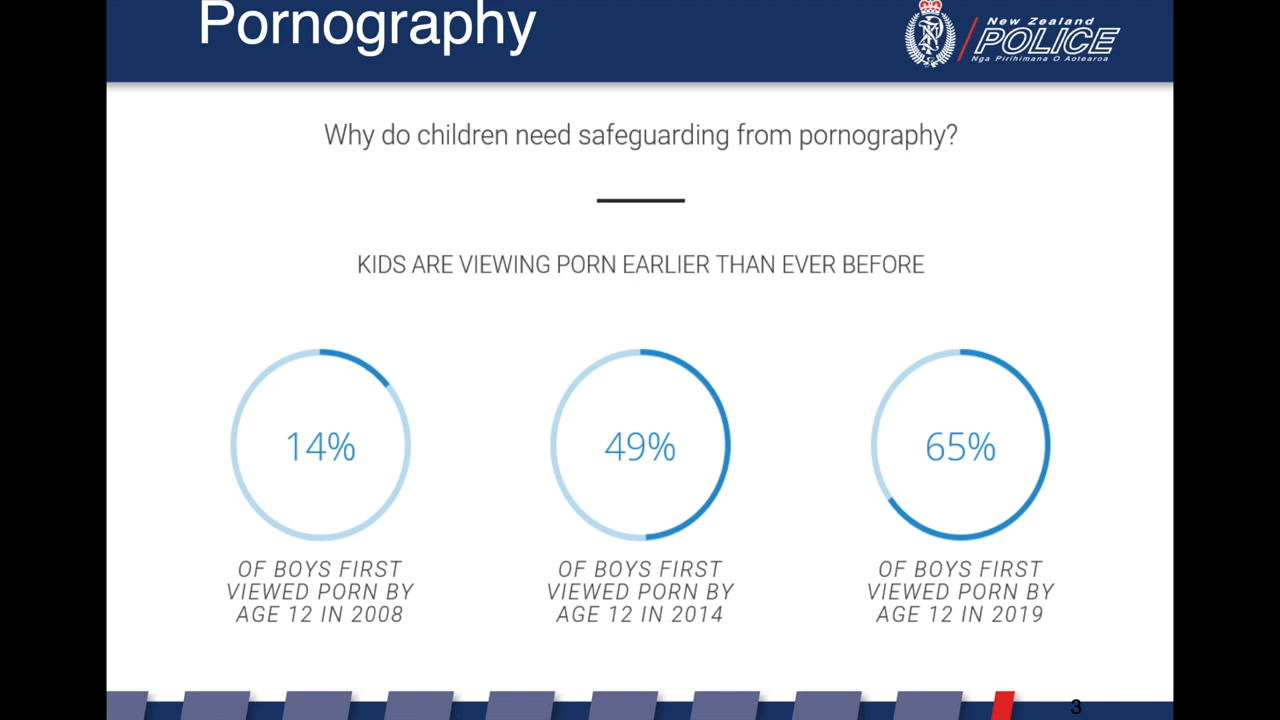 Pornography
New Zealand
POLICE
Nga Pirihimana O Aotearoa
Why do children need safeguarding from pornography?
KIDS ARE VIEWING PORN EARLIER THAN EVER BEFORE
14%
49%
65%
OF BOYS FIRST
VIEWED PORN BY
AGE 12 IN 2008
OF BOYS FIRST
VIEWED PORN BY
AGE 12 IN 2014
OF BOYS FIRST
VIEWED PORN BY
AGE 12 IN 2019
3